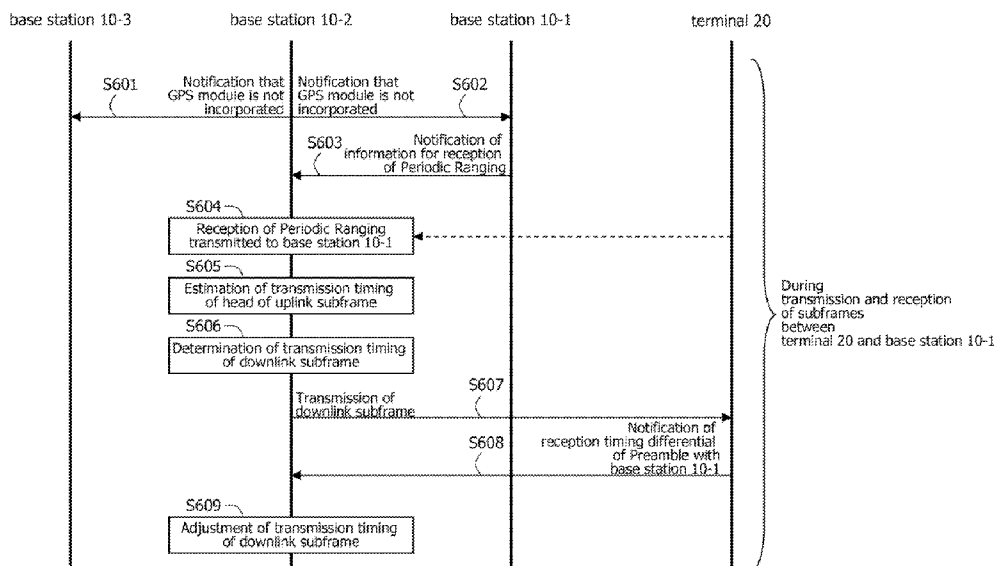 base station 10-3
base station 10-2
base station 10-1
terminal 20
S601
Notification that
GPS module is not
incorporated
Notification that
GPS module is not
incorporated
S602
S603
Notification of
information for reception
of Periodic Ranging
S604
Reception of Periodic Ranging
transmitted to base station 10-1
S605
Estimation of transmission timing
of head of uplink subframe
S606
Determination of transmission timing
of downlink subframe
During
transmission and reception
of subframes
between
terminal 20 and base station 10-1
S607
Transmission of
downlink subframe
S608
Notification of
reception timing differential
of Preamble with
base station 10-1
S609
Adjustment of transmission timing
of downlink subframe